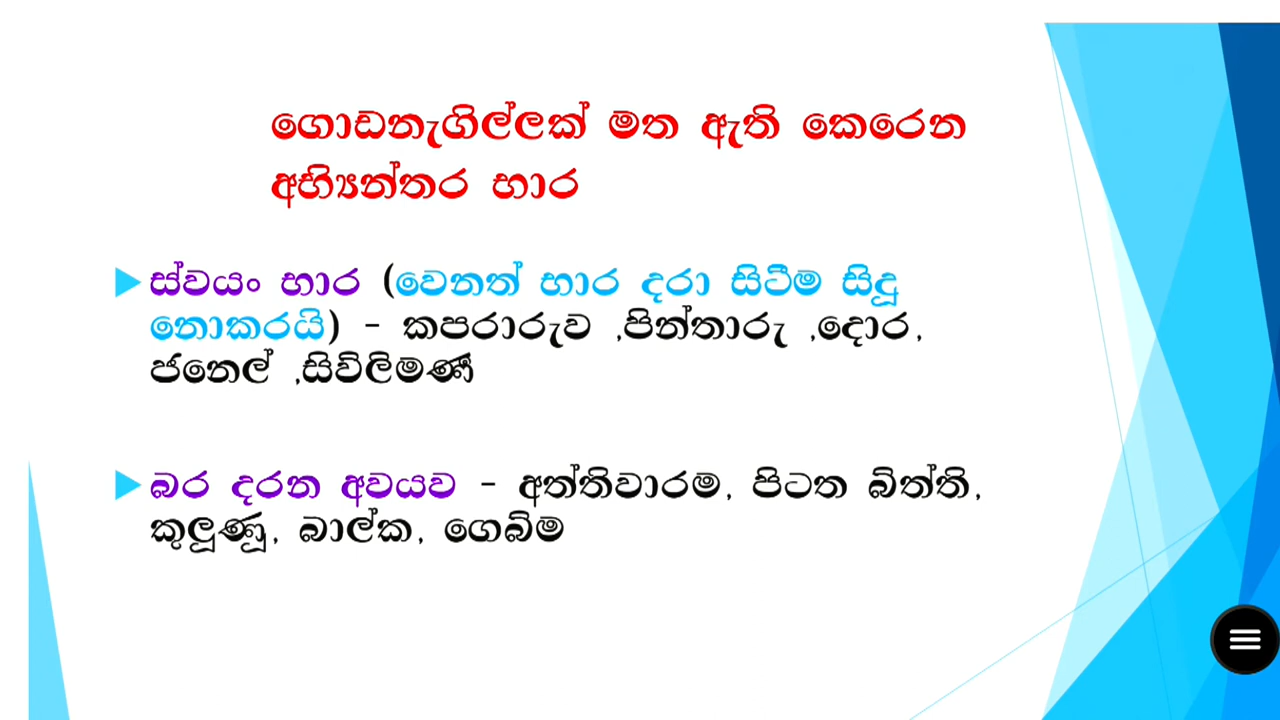 ගොඩනැගිල්ලක් මත ඇති කෙරෙන
අභ්‍යන්තර භාර
ස්වයං භාර (වෙනත් භාර දරා සිටීම සිදු
නොකරයි) - කපරාරුව ,පින්තාරු ,දොර,
ජනෙල් ,සිවිලිමණ්‍ර
බර දරන අවයව - අත්තිවාරම, පිටත බිත්ති,
කුලූණූ, බාල්ක, ගෙබිම